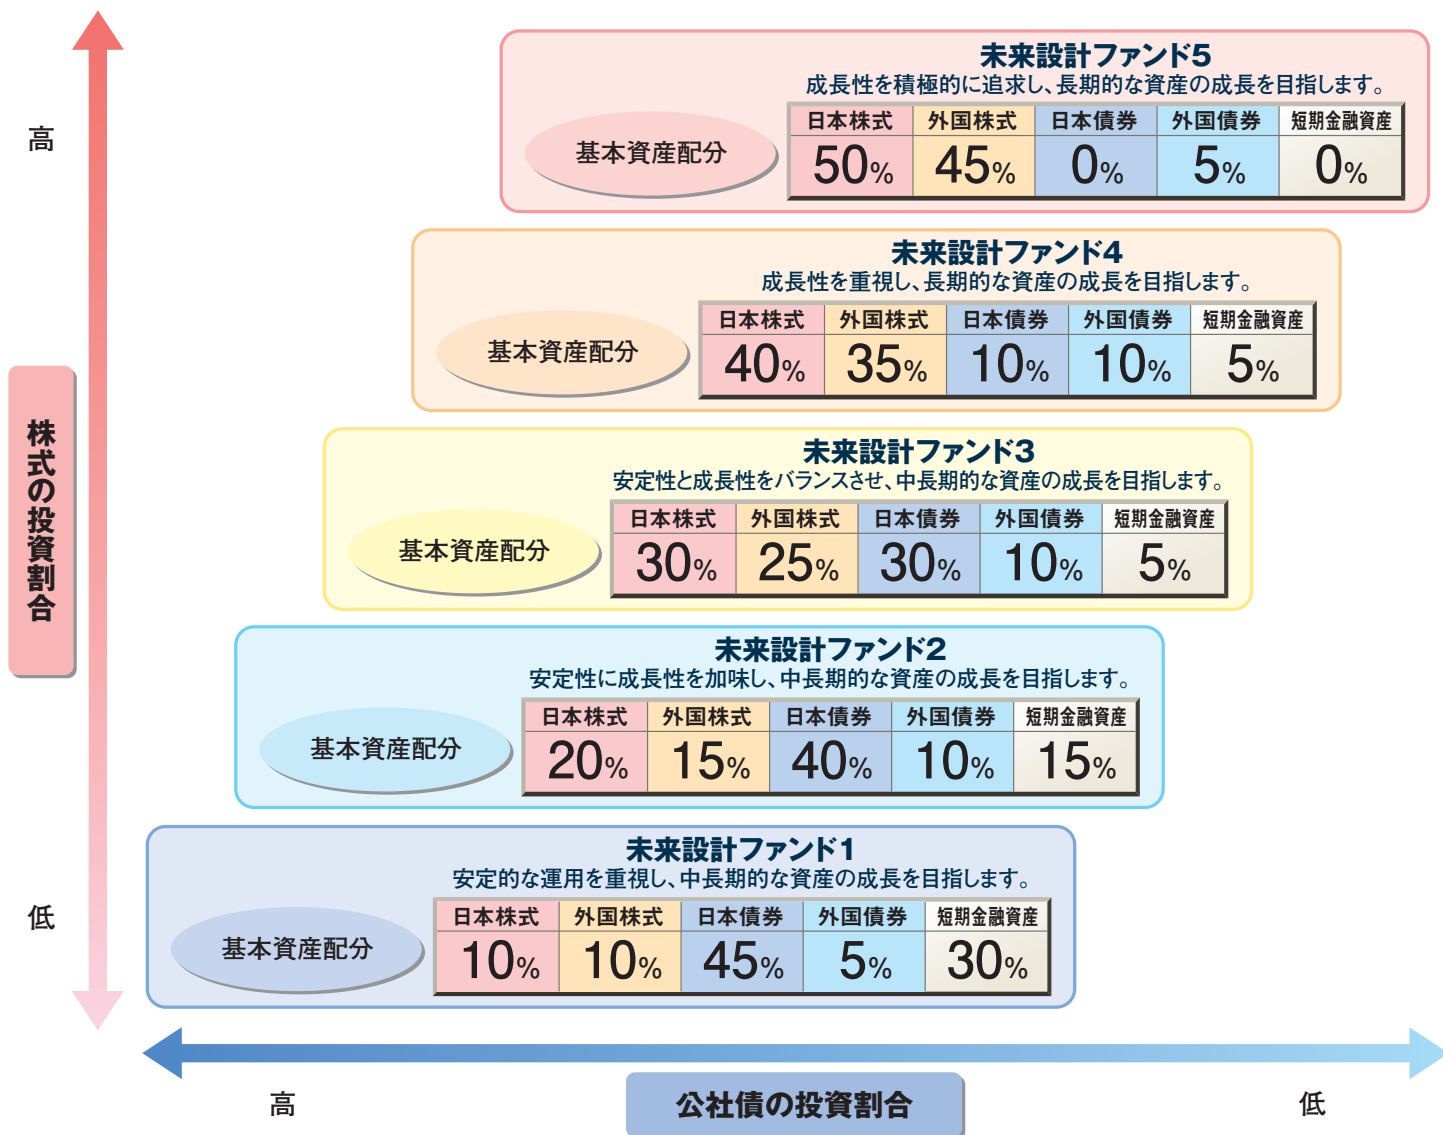 高
株式の投資割合
低
未来設計ファンド5
成長性を積極的に追求し、長期的な資産の成長を目指します。
基本資産配分
日本株式 外国株式 日本債券 外国債券 短期金融資産
50% 45% 0% 5% 0%
未来設計ファンド4
成長性を重視し、長期的な資産の成長を目指します。
基本資産配分
日本株式 外国株式 日本債券 外国債券 短期金融資産
40% 35% 10% 10% 5%
未来設計ファンド3
安定性と成長性をバランスさせ、中長期的な資産の成長を目指します。
基本資産配分
日本株式 外国株式 日本債券 外国債券 短期金融資産
30% 25% 30% 10% 5%
未来設計ファンド2
安定性に成長性を加味し、中長期的な資産の成長を目指します。
基本資産配分
日本株式 外国株式 日本債券 外国債券 短期金融資産
20% 15% 40% 10% 15%
未来設計ファンド1
安定的な運用を重視し、中長期的な資産の成長を目指します。
基本資産配分
日本株式 外国株式 日本債券 外国債券 短期金融資産
10% 10% 45% 5% 30%
高
公社債の投資割合
低